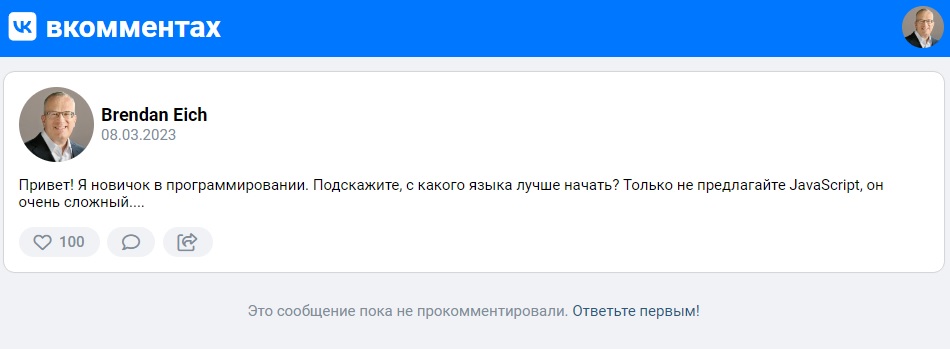 вкомментах
Brendan Eich
08.03.2023
Привет! Я новичок в программировании. Подскажите, с какого языка лучше начать? Только не предлагайте JavaScript, он
очень сложный....
100
Это сообщение пока не прокомментировали. Ответьте первым!